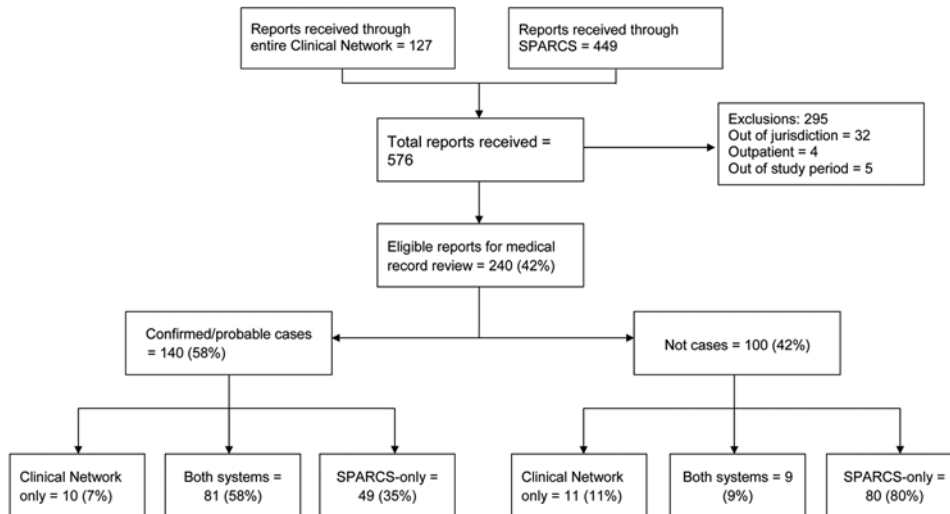 Reports received through
entire Clinical Network = 127
Reports received through
SPARCS = 449
Total reports received =
576
Exclusions: 295
Out of jurisdiction = 32
Outpatient = 4
Out of study period = 5
Eligible reports for medical
record review = 240 (42%)
Confirmed/probable cases
= 140 (58%)
Not cases = 100 (42%)
Clinical Network
only = 10 (7%)
Both systems =
81 (58%)
SPARCS-only =
49 (35%)
Clinical Network
only = 11 (11%)
Both systems = 9
(9%)
SPARCS-only =
80 (80%)